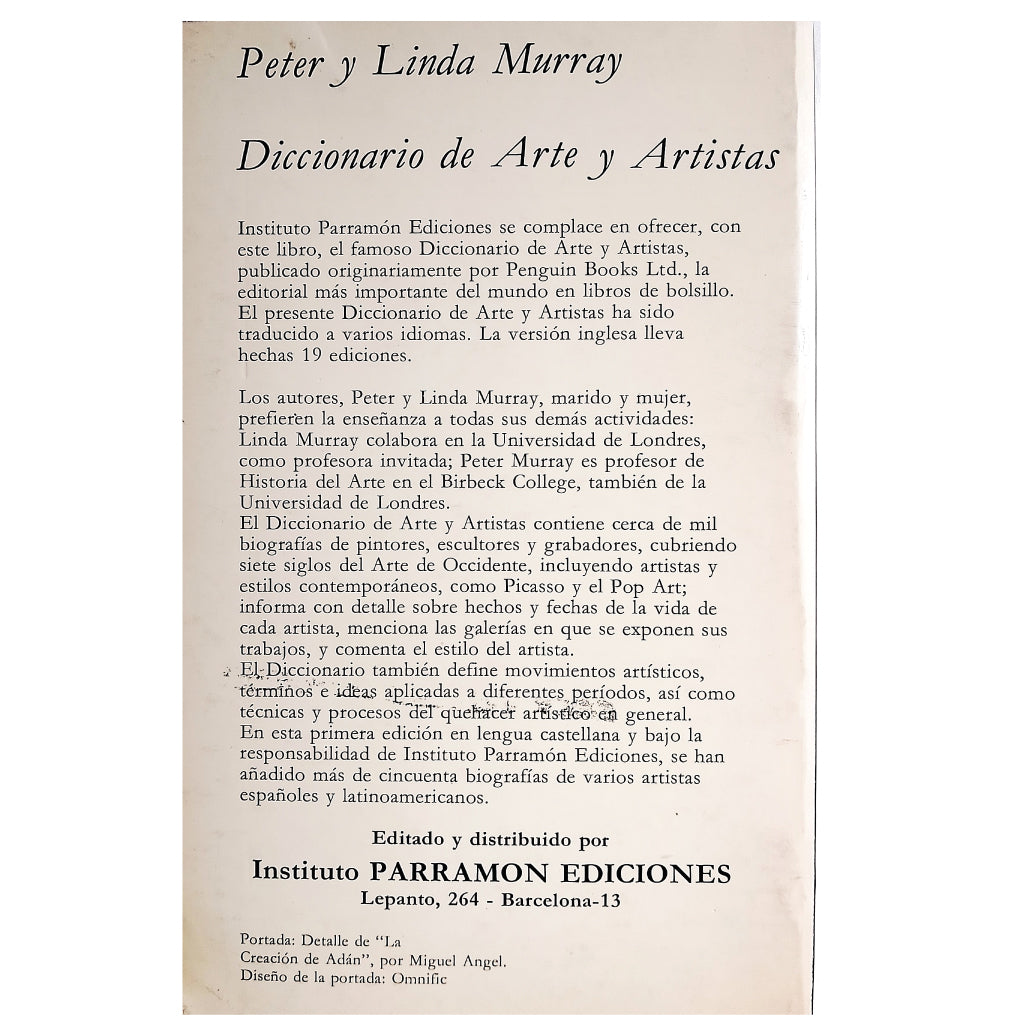 Peter y Linda Murray
Diccionario de Arte y Artistas
Instituto Parramón Ediciones se complace en ofrecer, con
este libro, el famoso Diccionario de Arte y Artistas,
publicado originariamente por Penguin Books Ltd., la
editorial más importante del mundo en libros de bolsillo.
El presente Diccionario de Arte y Artistas ha sido
traducido a varios idiomas. La versión inglesa lleva
hechas 19 ediciones.
Los autores, Peter y Linda Murray, marido y mujer,
prefieren la enseñanza a todas sus demás actividades:
Linda Murray colabora en la Universidad de Londres,
como profesora invitada; Peter Murray es profesor de
Historia del Arte en el Birbeck College, también de la
Universidad de Londres.
El Diccionario de Arte y Artistas contiene cerca de mil
biografías de pintores, escultores y grabadores, cubriendo
siete siglos del Arte de Occidente, incluyendo artistas y
estilos contemporáneos, como Picasso y el Pop Art;
informa con detalle sobre hechos y fechas de la vida de
cada artista, menciona las galerías en que se exponen sus
trabajos, y comenta el estilo del artista.
El Diccionario también define movimientos artísticos,
términos e ideas aplicadas a diferentes períodos, así como
técnicas y procesos del quehacer artístico en general.
En esta primera edición en lengua castellana y bajo la
responsabilidad de Instituto Parramón Ediciones, se han
añadido más de cincuenta biografías de varios artistas
españoles y latinoamericanos.
Editado y distribuido por
Instituto PARRAMON EDICIONES
Lepanto, 264 - Barcelona-13
Portada: Detalle de "La
Creación de Adán", por Miguel Angel.
Diseño de la portada: Omnific